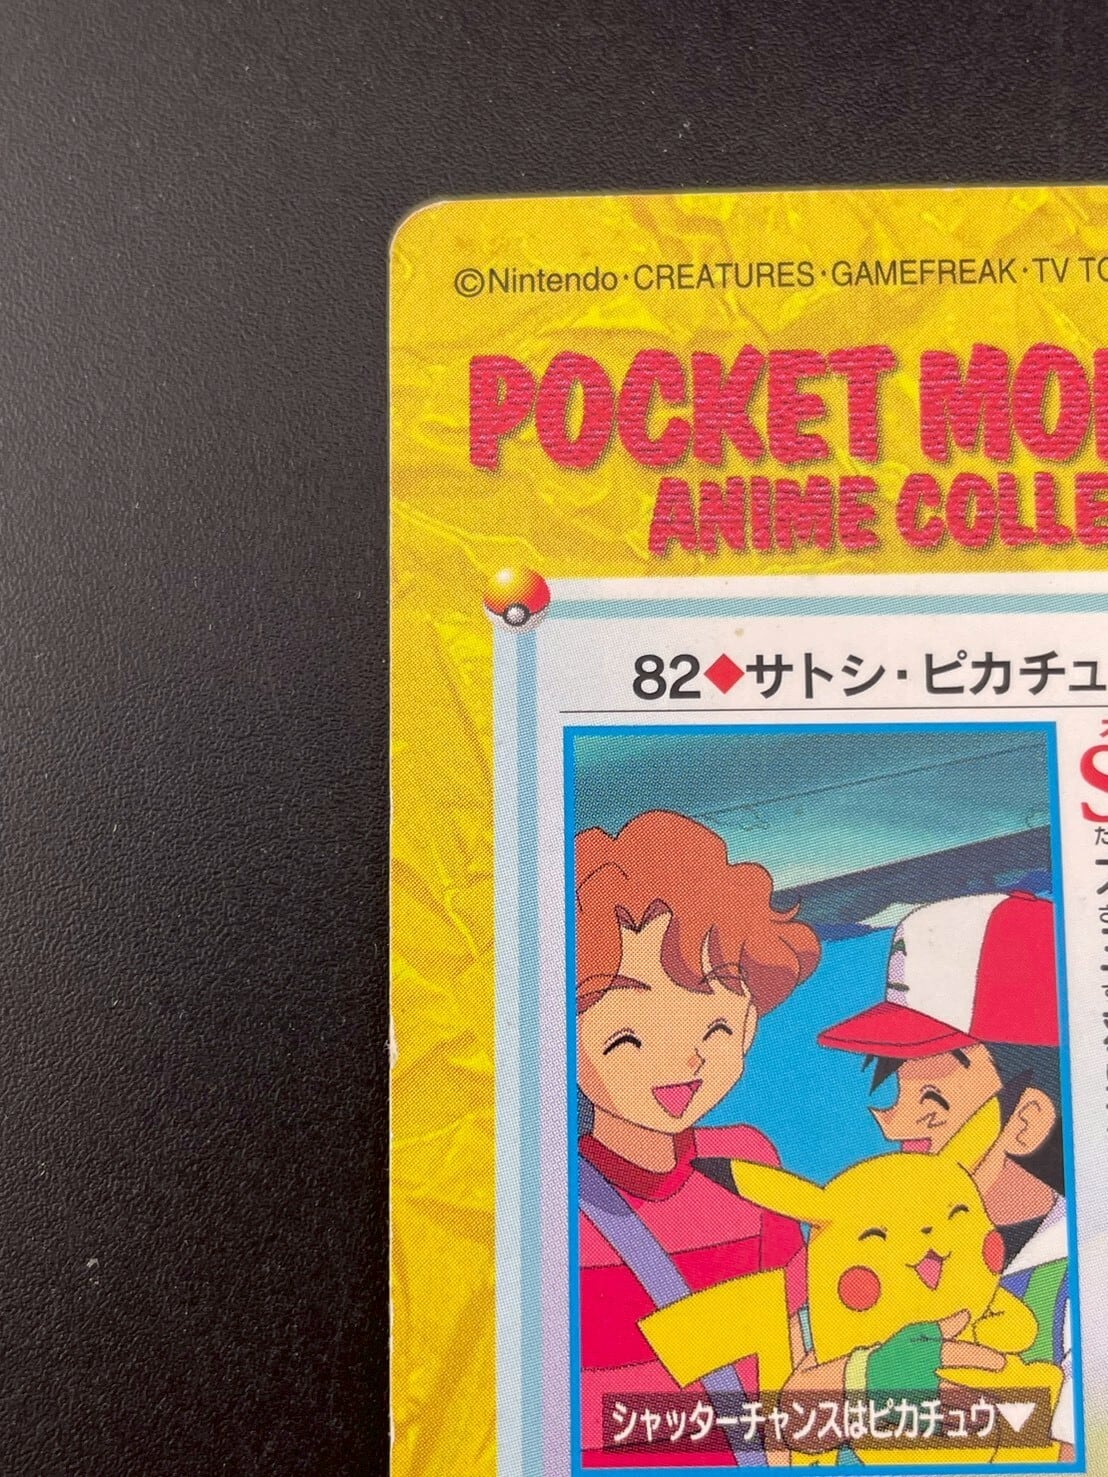 ©Nintendo·CREATURES·GAMEFREAK·TV TO
POCKET MO
ANIME COLLE
82◆サトシ・ピカチュ
シャッターチャンスはピカチュウ▼